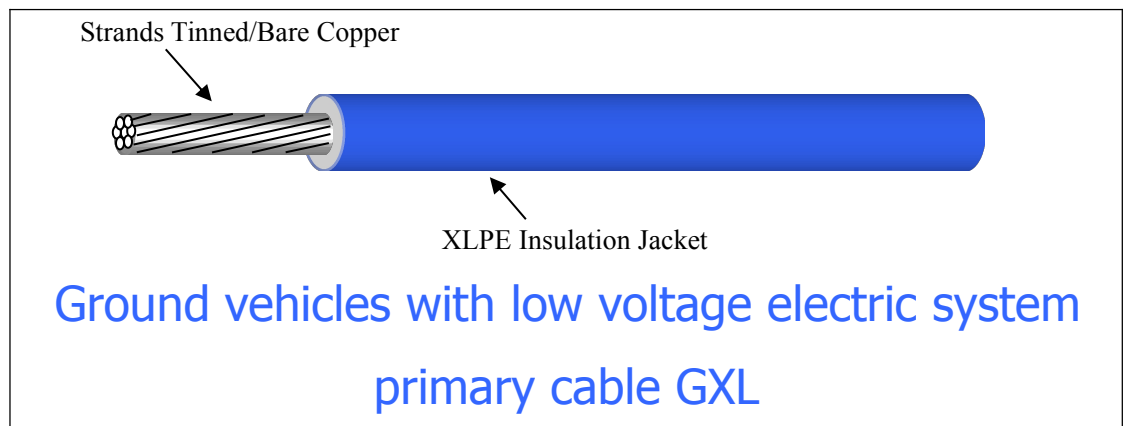 Strands Tinned/Bare Copper
XLPE Insulation Jacket
Ground vehicles with low voltage electric system
primary cable GXL